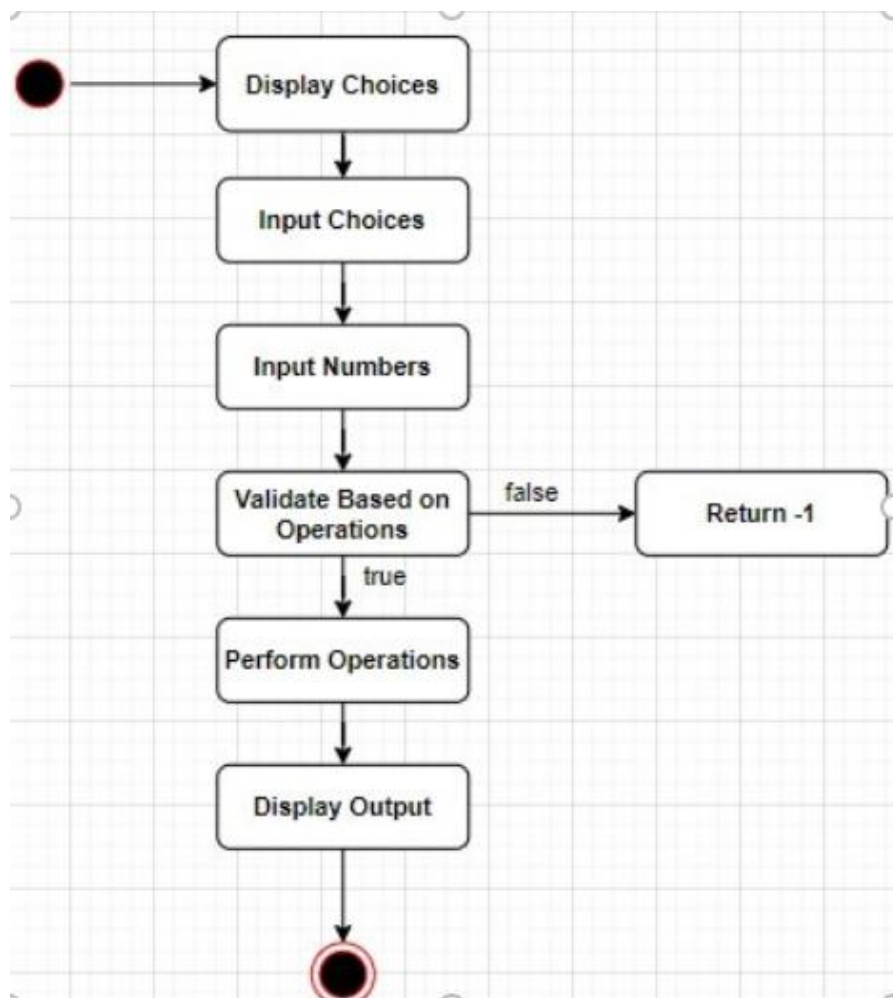 Display Choices
Input Choices
Input Numbers
Validate Based on
Operations
false
Return -1
true
Perform Operations
Display Output